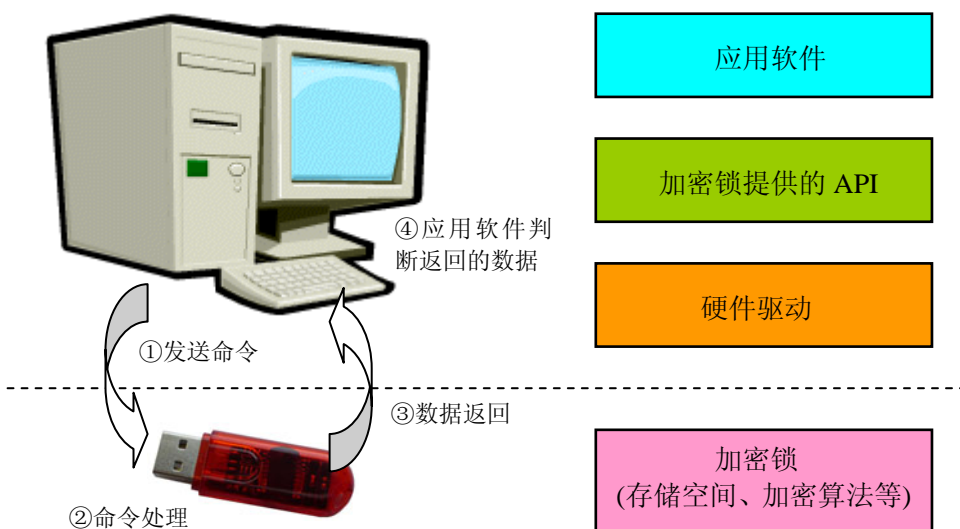 应用软件
加密锁提供的 API
④应用软件判
断返回的数据
硬件驱动
①发送命令
③数据返回
加密锁
(存储空间、加密算法等)
②命令处理